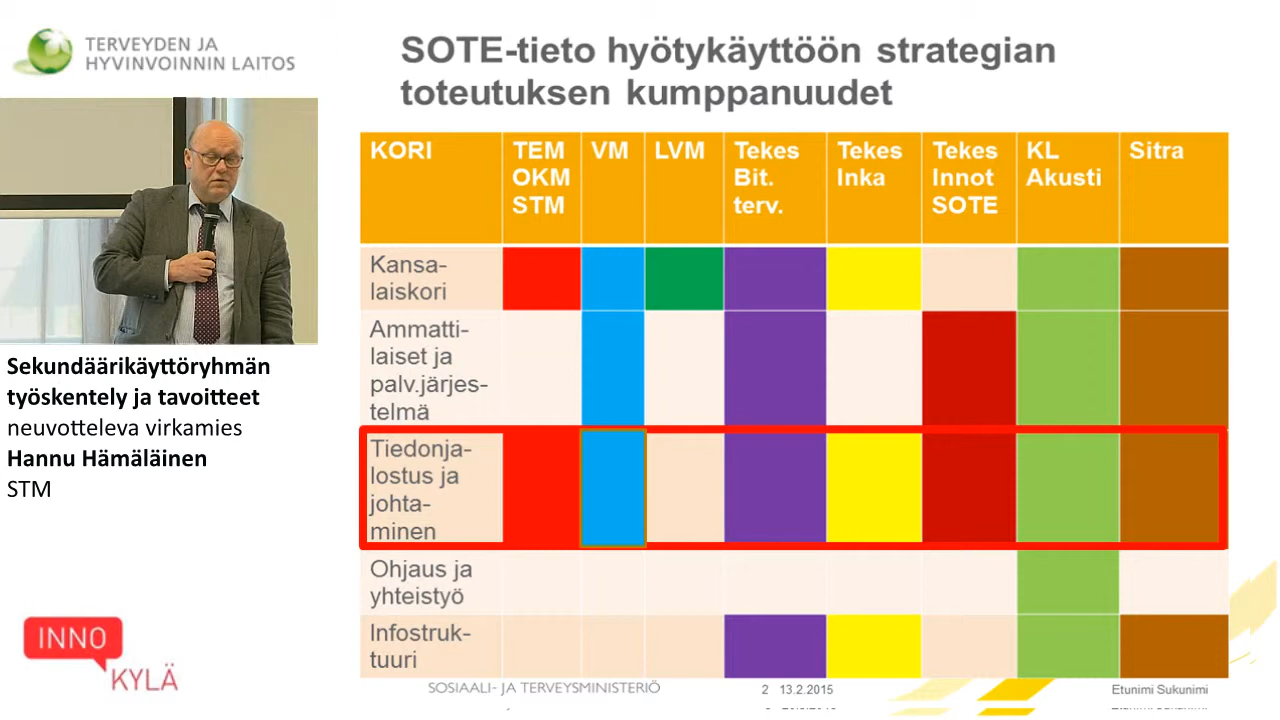 TERVEYDEN JA
HYVINVOINNIN LAITOS
SOTE-tieto hyötykäyttöön strategian
toteutuksen kumppanuudet
KORI
TEM
OKM
STM
VM
LVM
Tekes
Bit.
terv.
Tekes
Inka
Tekes
Innot
SOTE
KL
Akusti
Sitra
Kansa-
laiskori
Ammatti-
laiset ja
palv.järjes-
telmä
Tiedonja-
lostus ja
johta-
minen
Ohjaus ja
yhteistyö
Infostruk-
tuuri
Sekundäärikäyttöryhmän
työskentely ja tavoitteet
neuvotteleva virkamies
Hannu Hämäläinen
STM
INNO
KYLÄ
SOSIAALI- JA TERVEYSMINISTERIÖ
2 13.2.2015
Etunimi Sukunimi